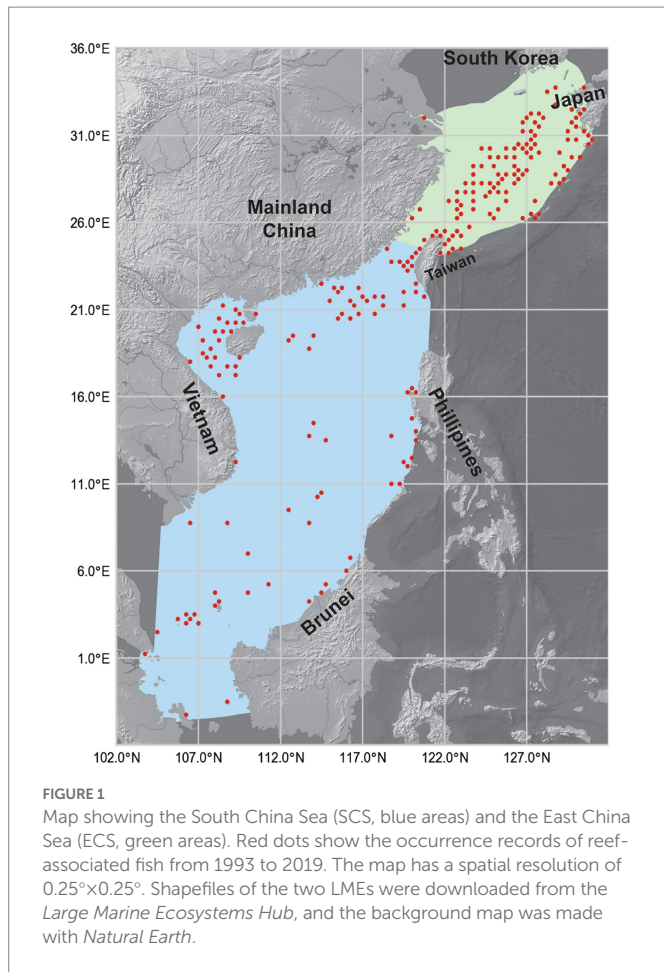 36.0°E
South Korea
Japan
31.0°E
Mainland
China
26.0°E
Taiwan
21.0°E
Vietnam
16.0°E
Phillipines
11.0°E
6.0°E
Brunei
1.0°E
102.0°N 107.0°N 112.0°N 117.0°N 122.0°N 127.0°N
FIGURE 1
Map showing the South China Sea (SCS, blue areas) and the East China
Sea (ECS, green areas). Red dots show the occurrence records of reef-
associated fish from 1993 to 2019. The map has a spatial resolution of
0.25°×0.25°. Shapefiles of the two LMEs were downloaded from the
Large Marine Ecosystems Hub, and the background map was made
with Natural Earth.